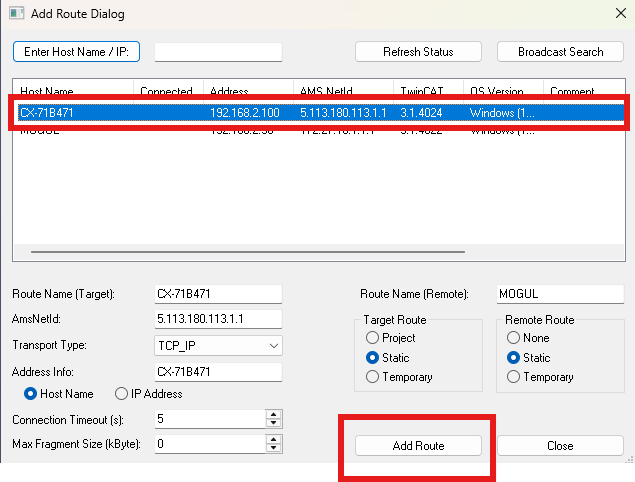 Add Route Dialog
Enter Host Name / IP: Refresh Status Broadcast Search
Host Name Connected Address AMS NetId TwinCAT OS Version Comment
CX-71B471 192.168.2.100 5.113.180.113.1.1 3.1.4024 Windows (1...
MOGUL 3.1.4022 Windows (1...
Route Name (Target): CX-71B471 Route Name (Remote): MOGUL
AmsNetId: 5.113.180.113.1.1 Target Route Remote Route
Project None
Transport Type: TCP_IP Static Static
Address Info: CX-71B471 Temporary Temporary
Host Name IP Address
Connection Timeout (s): 5
Max Fragment Size (kByte): 0 Add Route Close